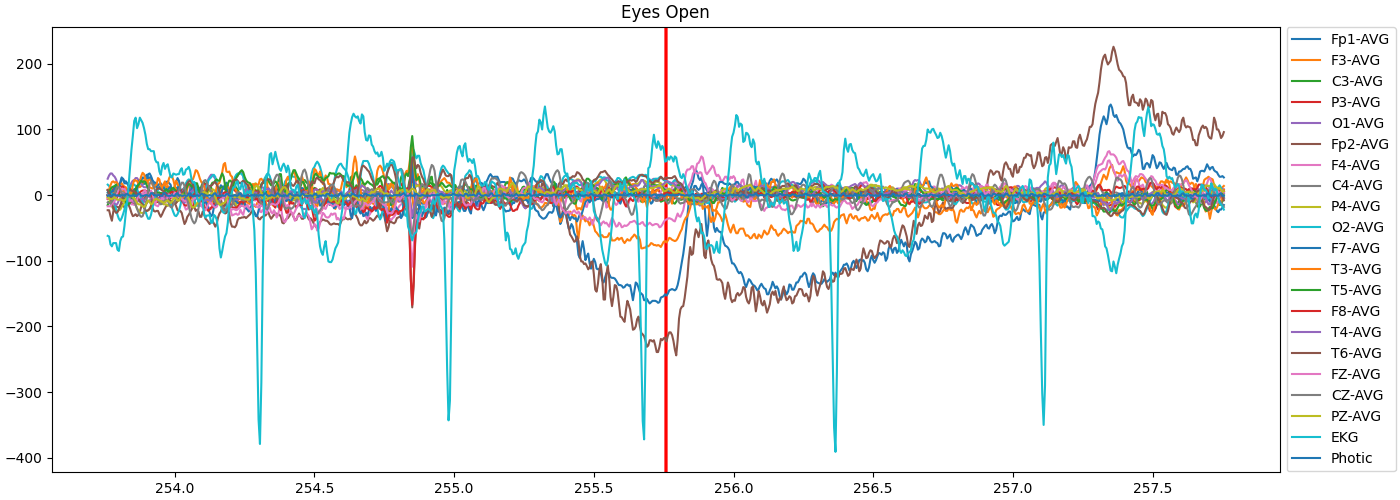 Eyes Open
200
100
0
−100
−200
−300
−400
254.0 254.5 255.0 255.5 256.0 256.5 257.0 257.5
Fp1-AVG
F3-AVG
C3-AVG
P3-AVG
O1-AVG
Fp2-AVG
F4-AVG
C4-AVG
P4-AVG
O2-AVG
F7-AVG
T3-AVG
T5-AVG
F8-AVG
T4-AVG
T6-AVG
FZ-AVG
CZ-AVG
PZ-AVG
EKG
Photic